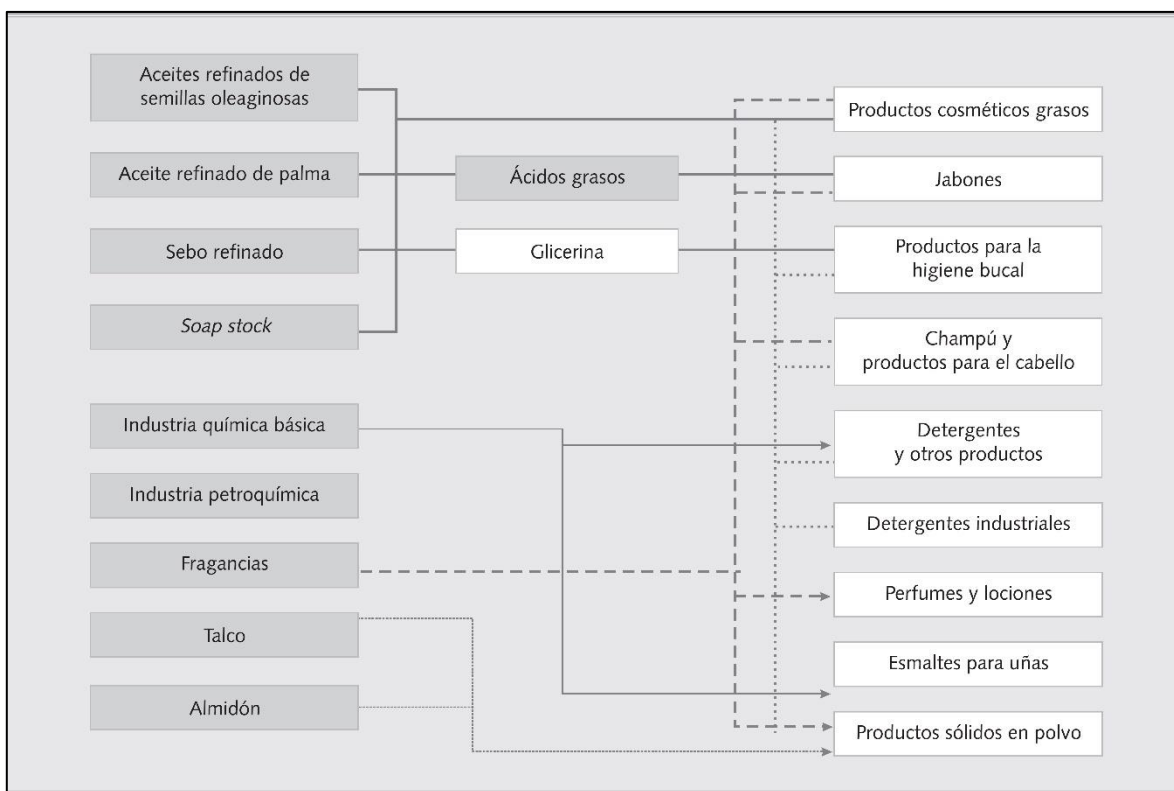 Aceites refinados de
semillas oleaginosas
Aceite refinado de palma
Sebo refinado
Soap stock
Industria química básica
Industria petroquímica
Fragancias
Talco
Almidón
Ácidos grasos
Glicerina
Productos cosméticos grasos
Jabones
Productos para la
higiene bucal
Champú y
productos para el cabello
Detergentes
y otros productos
Detergentes industriales
Perfumes y lociones
Esmaltes para uñas
Productos sólidos en polvo